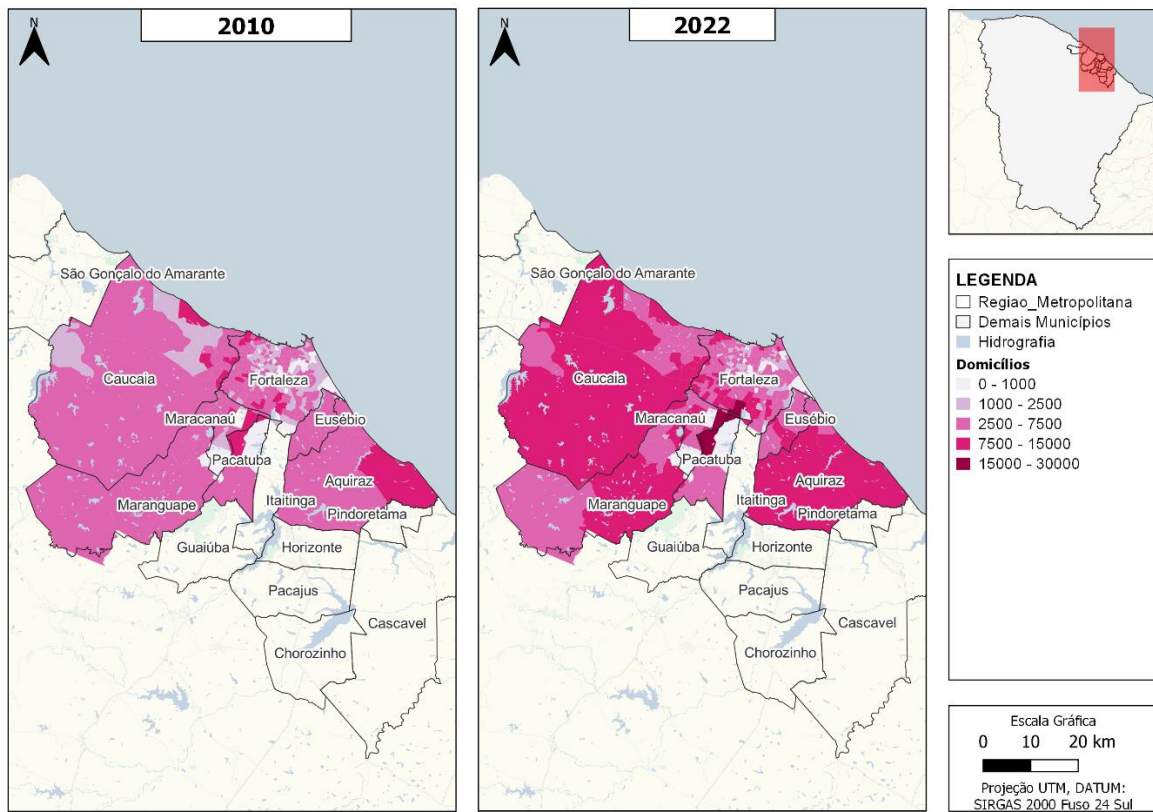 2010
N
São Gonçalo do Amarante
Caucaia
Fortaleza
Maracanaú
Eusébio
Pacatuba
Aquiraz
Maranguape
Itaitinga
Pindoretama
Guaiúba
Horizonte
Pacajus
Cascavel
Chorozinho
2022
N
São Gonçalo do Amarante
Caucaia
Fortaleza
Maracanaú
Eusébio
Pacatuba
Aquiraz
Maranguape
Itaitinga
Pindoretama
Guaiúba
Horizonte
Pacajus
Cascavel
Chorozinho
LEGENDA
Regiao_Metropolitana
Demais Municípios
Hidrografia
Domicílios
0 - 1000
1000 - 2500
2500 - 7500
7500 - 15000
15000 - 30000
Escala Gráfica
0 10 20 km
Projeção UTM, DATUM:
SIRGAS 2000 Fuso 24 Sul